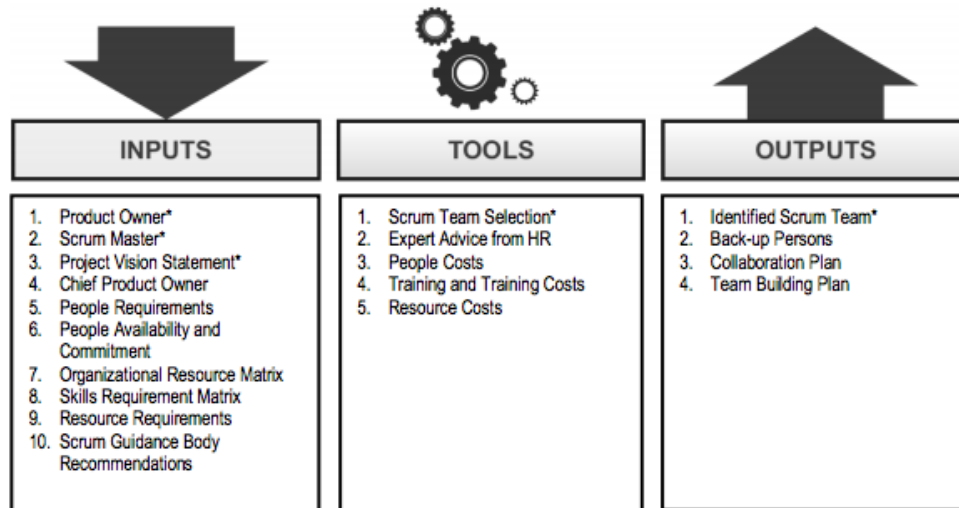 INPUTS
1. Product Owner*
2. Scrum Master*
3. Project Vision Statement*
4. Chief Product Owner
5. People Requirements
6. People Availability and
Commitment
7. Organizational Resource Matrix
8. Skills Requirement Matrix
9. Resource Requirements
10. Scrum Guidance Body
Recommendations
TOOLS
1. Scrum Team Selection*
2. Expert Advice from HR
3. People Costs
4. Training and Training Costs
5. Resource Costs
OUTPUTS
1. Identified Scrum Team*
2. Back-up Persons
3. Collaboration Plan
4. Team Building Plan